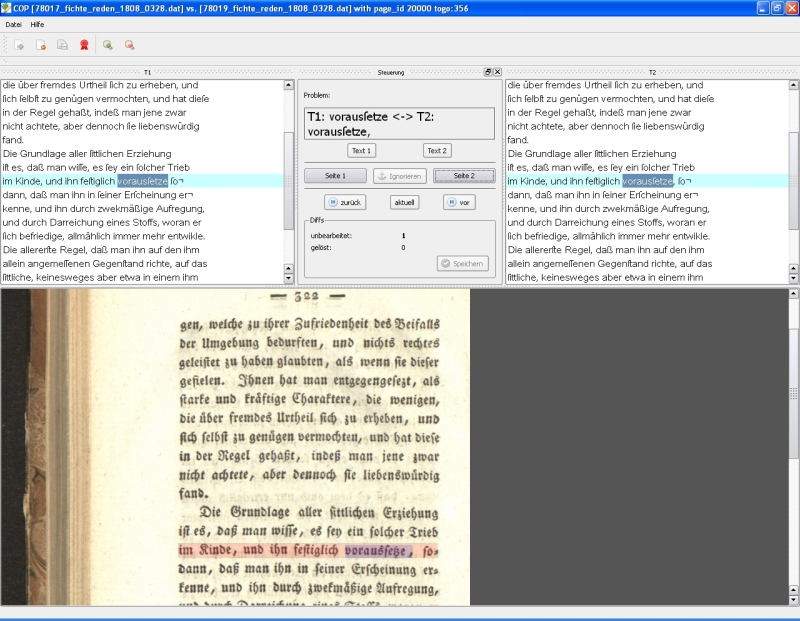 COP [78017_fichte_reden_1808_0328.dat] vs. [78019_fichte_reden_1808_0328.dat] with page_id 20000 togo:356
Datei Hilfe
T1
die über fremdes Urtheil ſich zu erheben, und
ſich ſelbſt zu genügen vermochten, und hat dieſe
in der Regel gehaßt, indeß man jene zwar
nicht achtete, aber dennoch ſie liebenswürdig
fand.
Die Grundlage aller ſittlichen Erziehung
iſt es, daß man wiſſe, es ſey ein ſolcher Trieb
im Kinde, und ihn feſtiglich vorausſetze ſo¬
dann, daß man ihn in ſeiner Erſcheinung er¬
kenne, und ihn durch zwekmäßige Aufregung,
und durch Darreichung eines Stoffs, woran er
ſich befriedige, allmählich immer mehr entwikle.
Die allererſte Regel, daß man ihn auf den ihm
allein angemeſſenen Gegenſtand richte, auf das
ſittliche, keinesweges aber etwa in einem ihm
Steuerung
Problem:
T1: vorausſetze <-> T2:
vorausſetze,
Text 1 Text 2
Seite 1 Ignorieren Seite 2
zurück aktuell vor
Diffs
unbearbeitet: 1
gelöst: 0
Speichern
T2
die über fremdes Urtheil ſich zu erheben, und
ſich ſelbſt zu genügen vermochten, und hat dieſe
in der Regel gehaßt, indeß man jene zwar
nicht achtete, aber dennoch ſie liebenswürdig
fand.
Die Grundlage aller ſittlichen Erziehung
iſt es, daß man wiſſe, es ſey ein ſolcher Trieb
im Kinde, und ihn feſtiglich vorausſetze, ſo¬
dann, daß man ihn in ſeiner Erſcheinung er¬
kenne, und ihn durch zwekmäßige Aufregung,
und durch Darreichung eines Stoffs, woran er
ſich befriedige, allmählich immer mehr entwikle.
Die allererſte Regel, daß man ihn auf den ihm
allein angemeſſenen Gegenſtand richte, auf das
ſittliche, keinesweges aber etwa in einem ihm
— 322 —
gen, welche zu ihrer Zufriedenheit des Beifalls
der Umgebung bedurften, und nichts rechtes
geleiſtet zu haben glaubten, als wenn ſie dieſer
gefielen. Ihnen hat man entgegengeſezt, als
ſtarke und kräftige Charaktere, die wenigen,
die über fremdes Urtheil ſich zu erheben, und
ſich ſelbſt zu genügen vermochten, und hat dieſe
in der Regel gehaßt, indeß man jene zwar
nicht achtete, aber dennoch ſie liebenswürdig
fand.
Die Grundlage aller ſittlichen Erziehung
iſt es, daß man wiſſe, es ſey ein ſolcher Trieb
im Kinde, und ihn feſtiglich vorausſetze, ſo⸗
dann, daß man ihn in ſeiner Erſcheinung er⸗
kenne, und ihn durch zwekmäßige Aufregung,
und durch Darreichung eines Stoffs, woran er